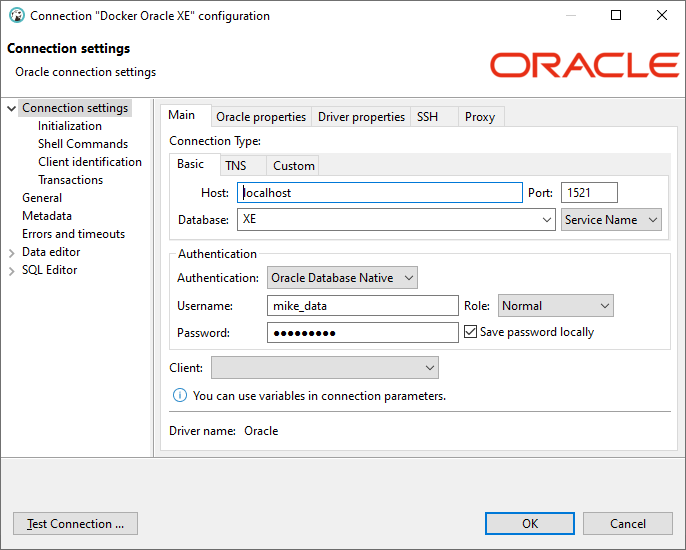 Connection "Docker Oracle XE" configuration
Connection settings
Oracle connection settings
ORACLE
Connection settings
Initialization
Shell Commands
Client identification
Transactions
General
Metadata
Errors and timeouts
Data editor
SQL Editor
Main Oracle properties Driver properties SSH Proxy
Connection Type:
Basic TNS Custom
Host: localhost Port: 1521
Database: XE Service Name
Authentication
Authentication: Oracle Database Native
Username: mike_data Role: Normal
Password: ●●●●●●●●● Save password locally
Client:
You can use variables in connection parameters.
Driver name: Oracle
Test Connection ... OK Cancel